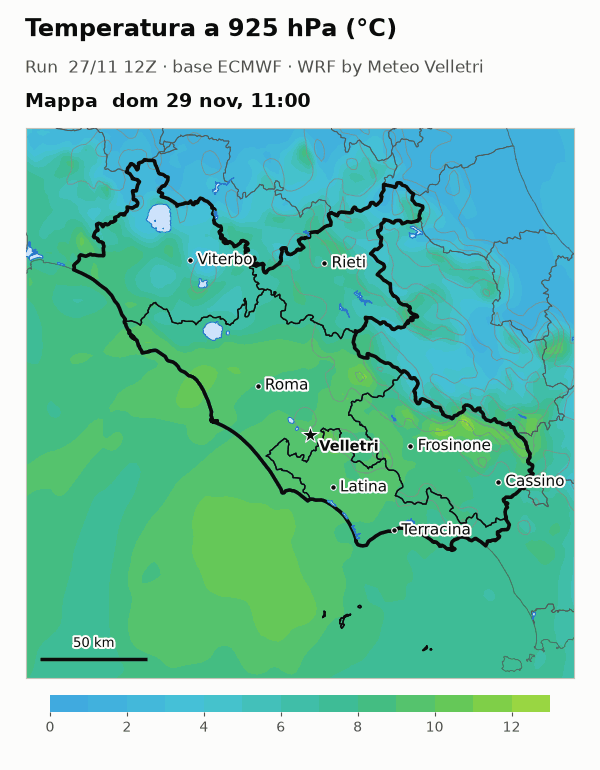 Temperatura a 925 hPa (°C)
Run  27/11 12Z · base ECMWF · WRF by Meteo Velletri
Mappa  dom 29 nov, 11:00
Viterbo
Rieti
Roma
Velletri
Frosinone
Cassino
Latina
Terracina
50 km
0 2 4 6 8 10 12